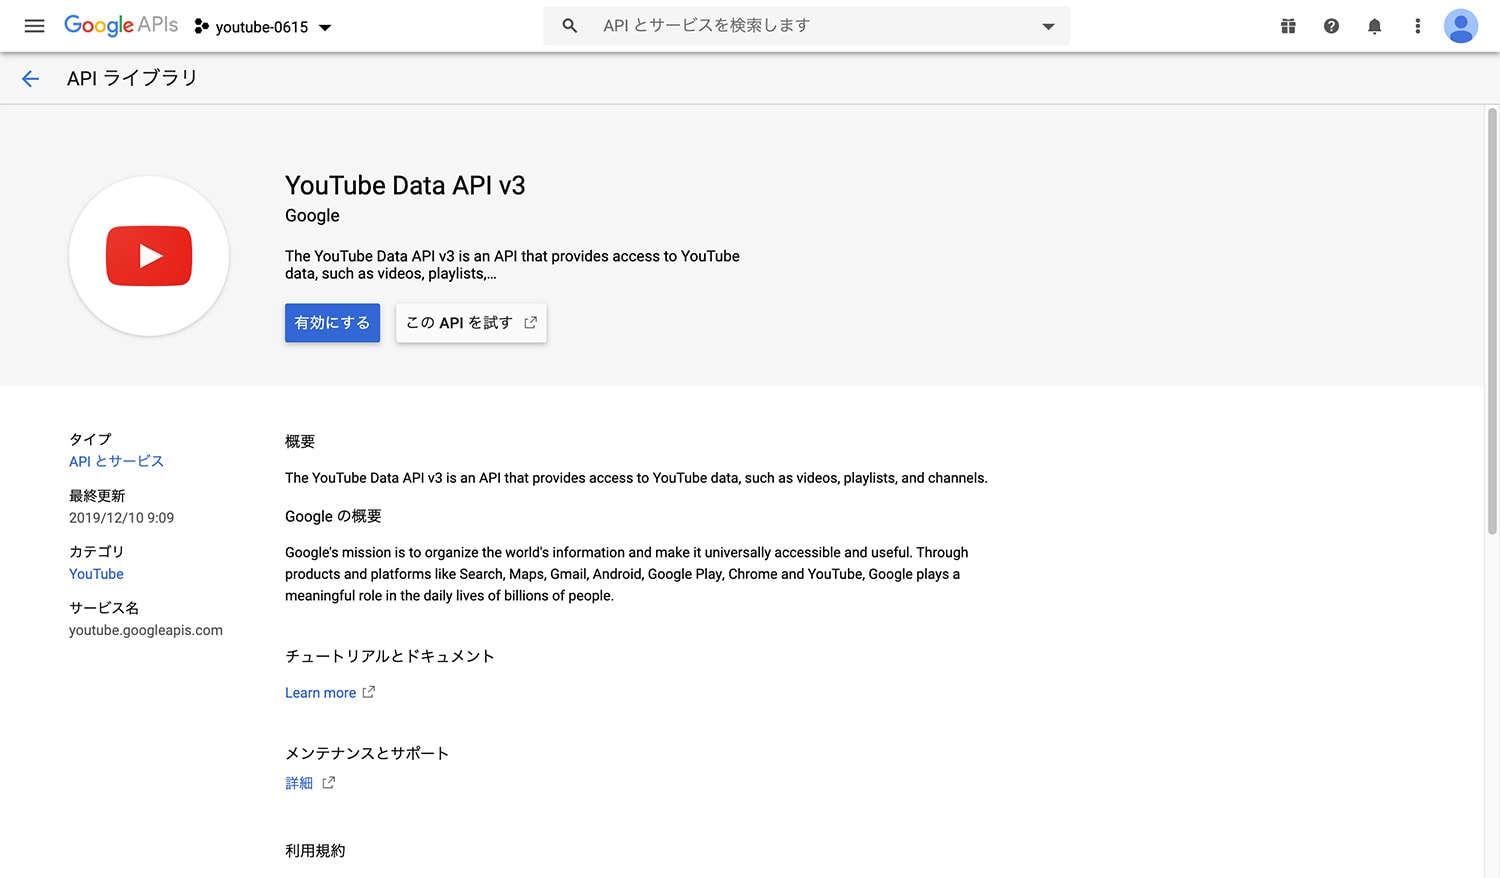 Google APIs
youtube-0615
API とサービスを検索します
API ライブラリ
YouTube Data API v3
Google
The YouTube Data API v3 is an API that provides access to YouTube
data, such as videos, playlists,...
有効にする
この API を試す
タイプ
API とサービス
最終更新
2019/12/10 9:09
カテゴリ
YouTube
サービス名
youtube.googleapis.com
概要
The YouTube Data API v3 is an API that provides access to YouTube data, such as videos, playlists, and channels.
Google の概要
Google's mission is to organize the world's information and make it universally accessible and useful. Through
products and platforms like Search, Maps, Gmail, Android, Google Play, Chrome and YouTube, Google plays a
meaningful role in the daily lives of billions of people.
チュートリアルとドキュメント
Learn more
メンテナンスとサポート
詳細
利用規約